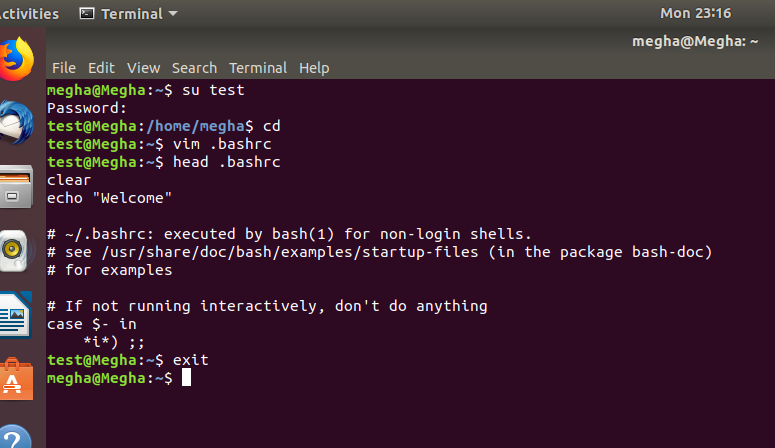 ctivities Terminal Mon 23:16
megha@Megha: ~
File Edit View Search Terminal Help
megha@Megha:~$ su test
Password:
test@Megha:/home/megha$ cd
test@Megha:~$ vim .bashrc
test@Megha:~$ head .bashrc
clear
echo "Welcome"
# ~/.bashrc: executed by bash(1) for non-login shells.
# see /usr/share/doc/bash/examples/startup-files (in the package bash-doc)
# for examples
# If not running interactively, don't do anything
case $- in
    *i*) ;;
test@Megha:~$ exit
megha@Megha:~$